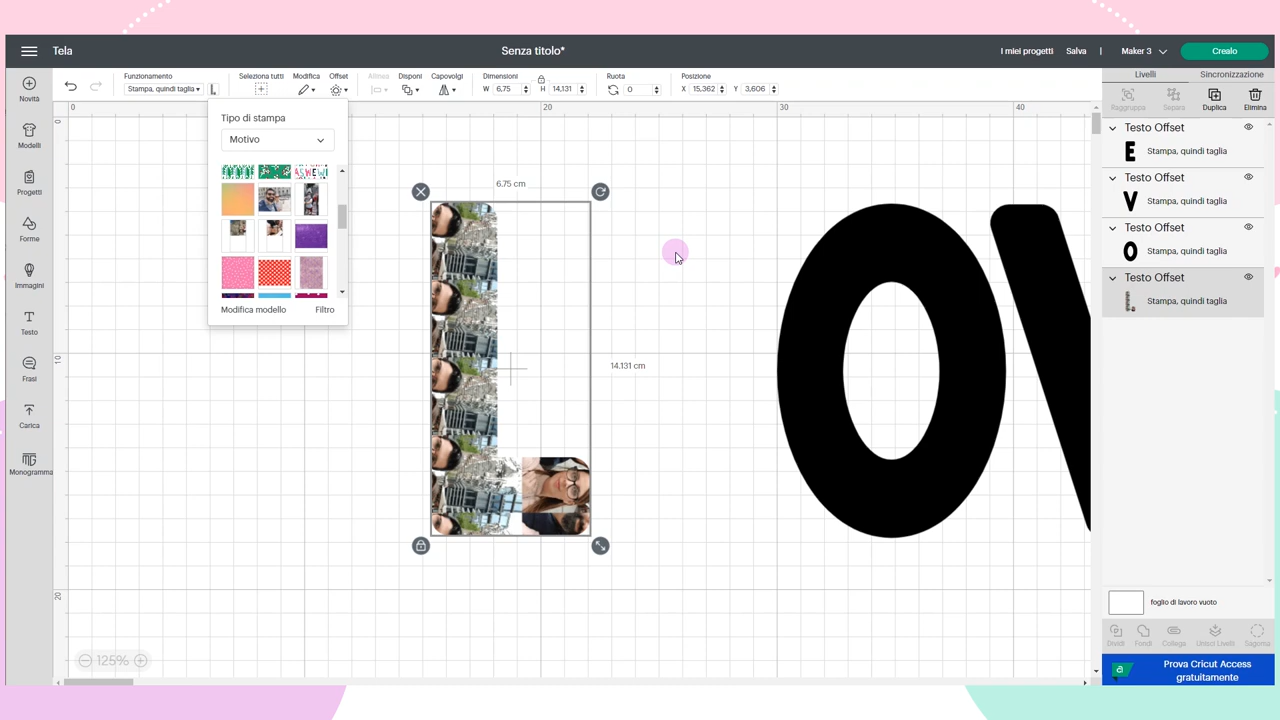 Tela
Senza titolo*
I miei progetti
Salva
|
Maker 3
Crealo
Funzionamento
Stampa, quindi taglia
Seleziona tutti
Modifica
Offset
Allinea
Disponi
Capovolgi
Dimensioni
W 6,75
H 14,131
Ruota
0
Posizione
X 15,362
Y 3,606
Livelli
Sincronizzazione
Raggruppa
Separa
Duplica
Elimina
Novità
Modelli
Progetti
Forme
Immagini
Testo
Frasi
Carica
Monogramma
Tipo di stampa
Motivo
Modifica modello
Filtro
0
20
30
40
0
10
20
6.75 cm
14.131 cm
L
O
V
Testo Offset
E Stampa, quindi taglia
Testo Offset
V Stampa, quindi taglia
Testo Offset
O Stampa, quindi taglia
Testo Offset
L Stampa, quindi taglia
125%
foglio di lavoro vuoto
Dividi
Fondi
Collega
Unisci Livelli
Sagoma
a
Prova Cricut Access
gratuitamente